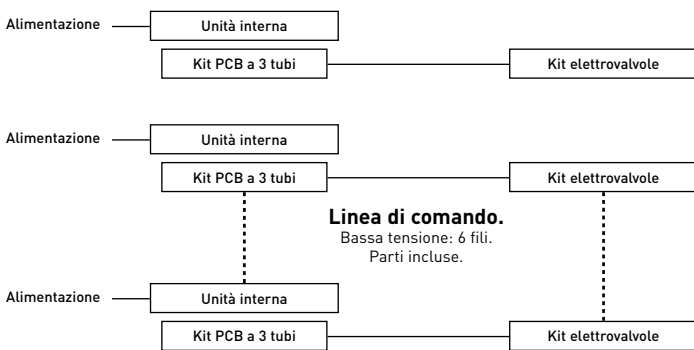 Alimentazione
Unità interna
Kit PCB a 3 tubi
Kit elettrovalvole
Alimentazione
Unità interna
Kit PCB a 3 tubi
Kit elettrovalvole
Linea di comando.
Bassa tensione: 6 fili.
Parti incluse.
Alimentazione
Unità interna
Kit PCB a 3 tubi
Kit elettrovalvole